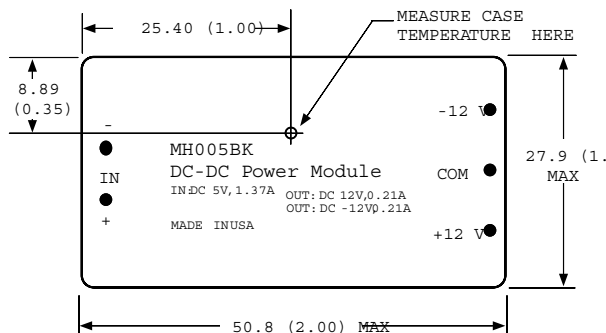 MEASURE CASE
25.40 (1.00)
TEMPERATURE HERE
8.89
(0.35)
-
-12 V
MH005BK
27.9 (1.
DC-DC Power Module
COM
MAX
IN
IN:DC 5V,1.37A
OUT: DC 12V,0.21A
OUT: DC -12V,0.21A
+
MADE INUSA
+12 V
50.8 (2.00) MAX